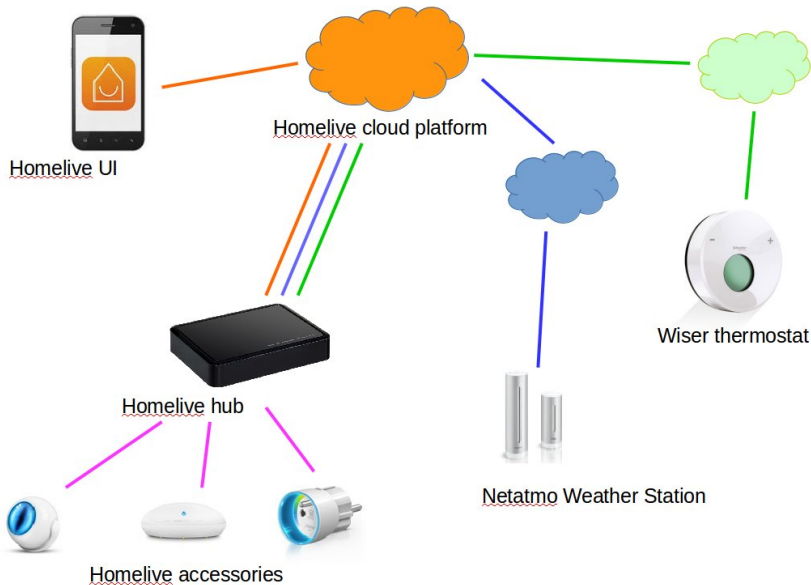 Homelive cloud platform
Homelive UI
Wiser thermostat
Homelive hub
Netatmo Weather Station
Homelive accessories